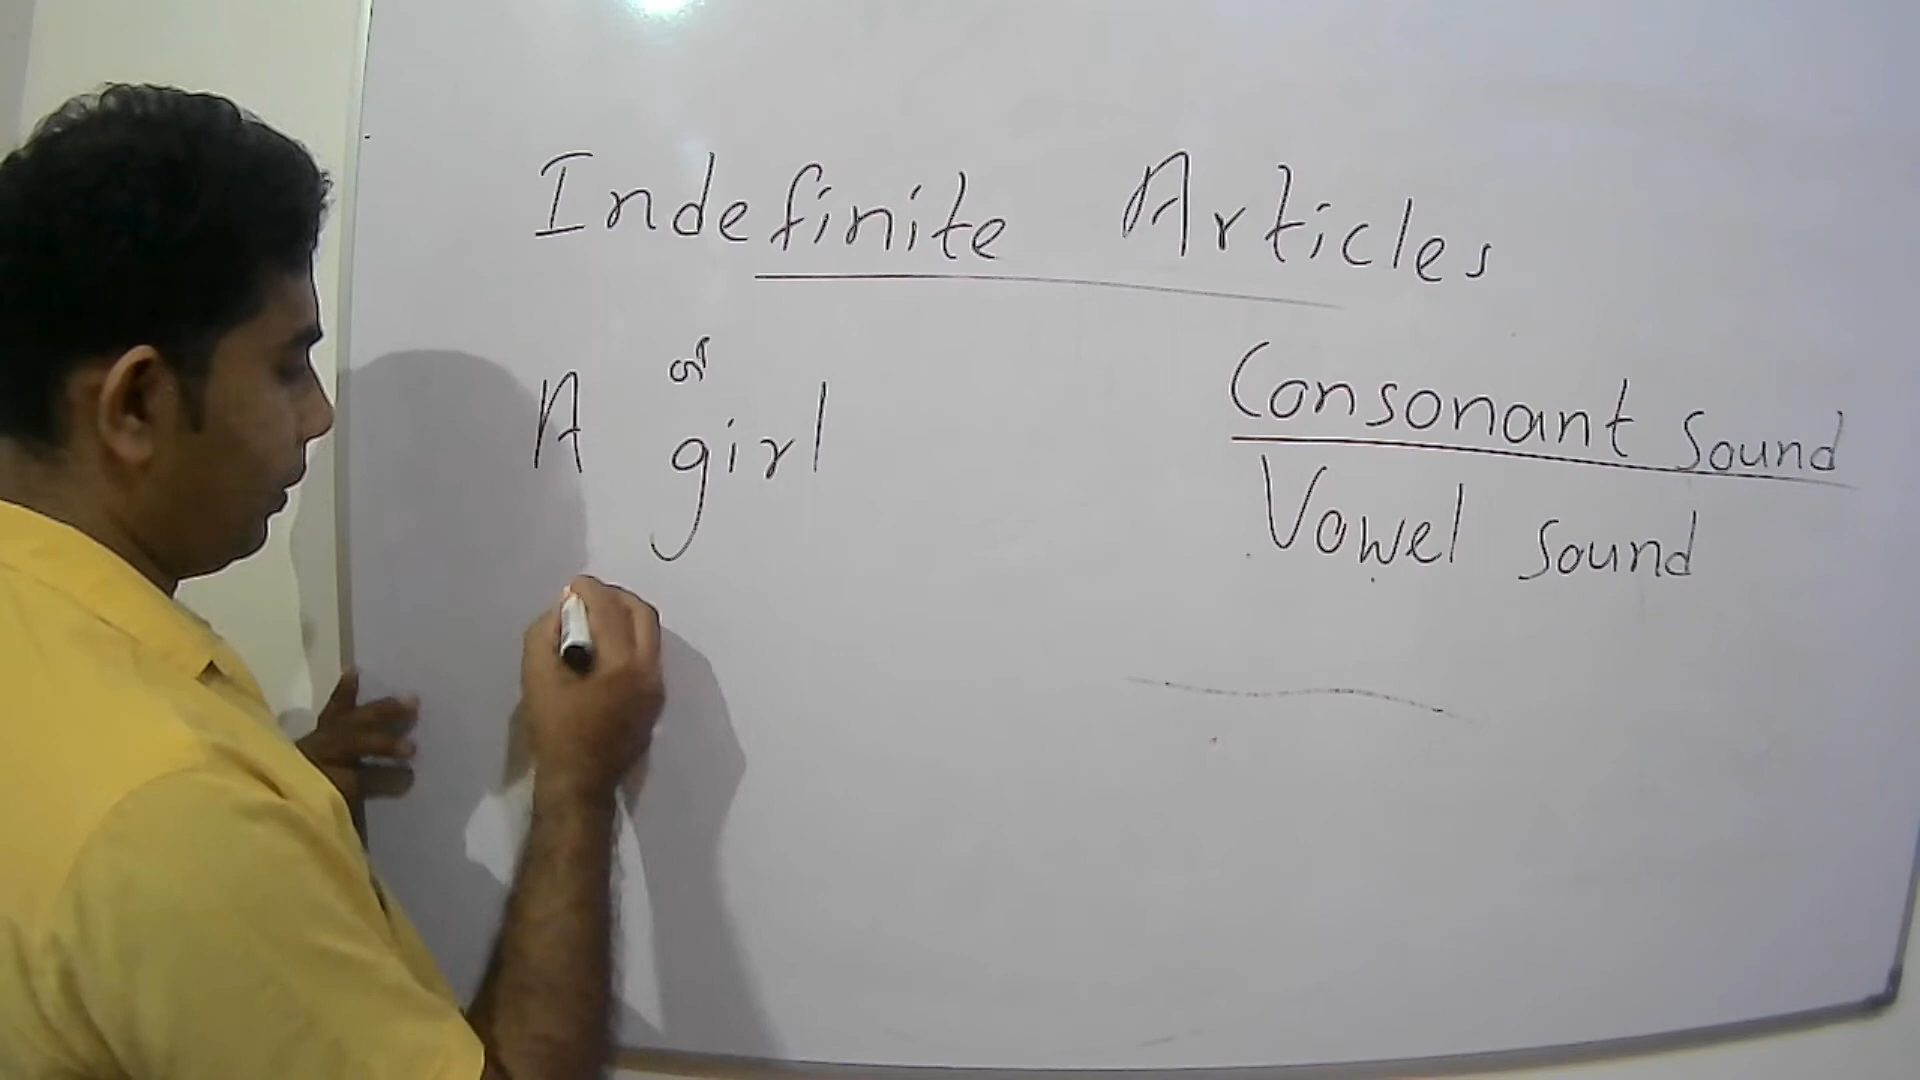 Indefinite Articles
A girl
Consonant Sound
Vowel Sound